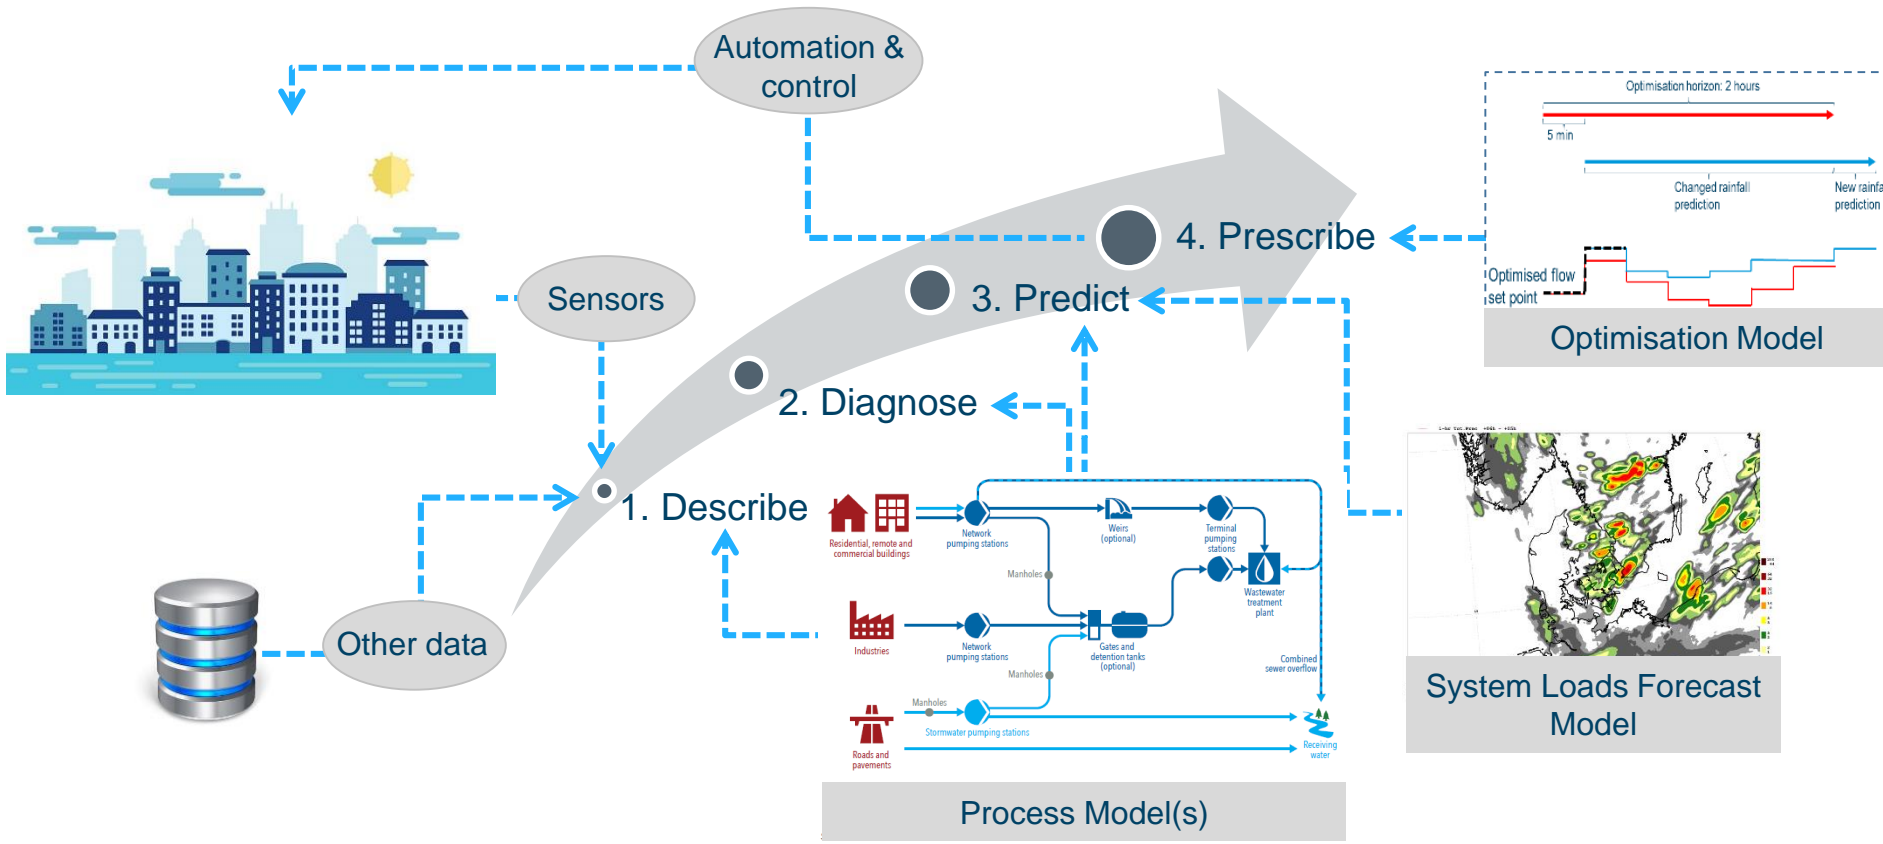 Automation &
control
Optimisation horizon: 2 hours
5 min
Changed rainfall
prediction
New rainfa
prediction
Optimised flow
set point
Optimisation Model
4. Prescribe
3. Predict
Sensors
2. Diagnose
1. Describe
Other data
Residential, remote and
commercial buildings
Network
pumping stations
Weirs
(optional)
Terminal
pumping
stations
Manholes
Wastewater
treatment
plant
Industries
Network
pumping stations
Gates and
detention tanks
(optional)
Combined
sewer overflow
Manholes
Manholes
Stormwater pumping stations
Roads and
pavements
Receiving
water
Process Model(s)
System Loads Forecast
Model